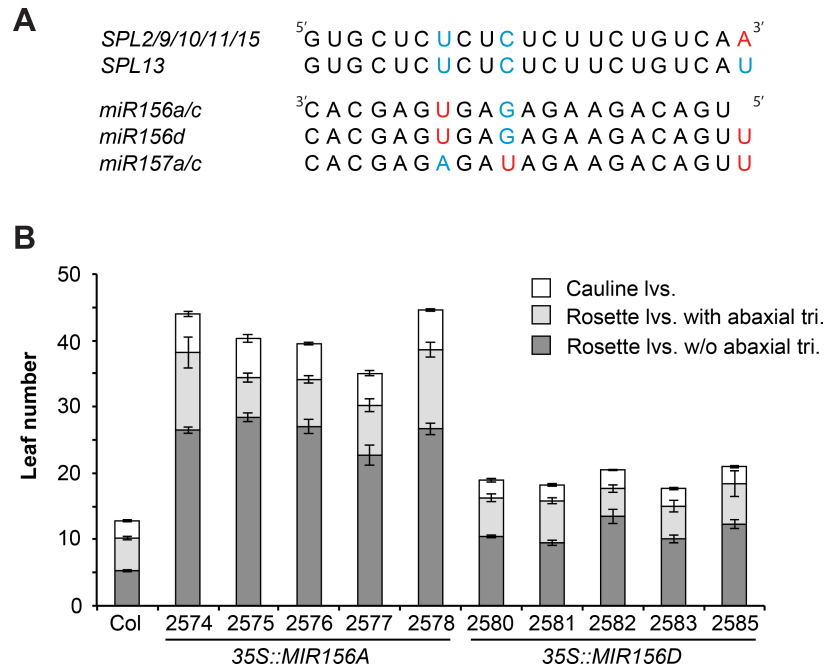 A
SPL2/9/10/11/15 5′ G U G C U C U C U C U C U U C U G U C A A 3′
SPL13 G U G C U C U C U C U C U U C U G U C A U
miR156a/c 3′ C A C G A G U G A G A G A A G A C A G U 5′
miR156d C A C G A G U G A G A G A A G A C A G U U
miR157a/c C A C G A G A G A U A G A A G A C A G U U
B
Leaf number
50
40
30
20
10
0
Cauline lvs.
Rosette lvs. with abaxial tri.
Rosette lvs. w/o abaxial tri.
Col 2574 2575 2576 2577 2578 2580 2581 2582 2583 2585
35S::MIR156A 35S::MIR156D